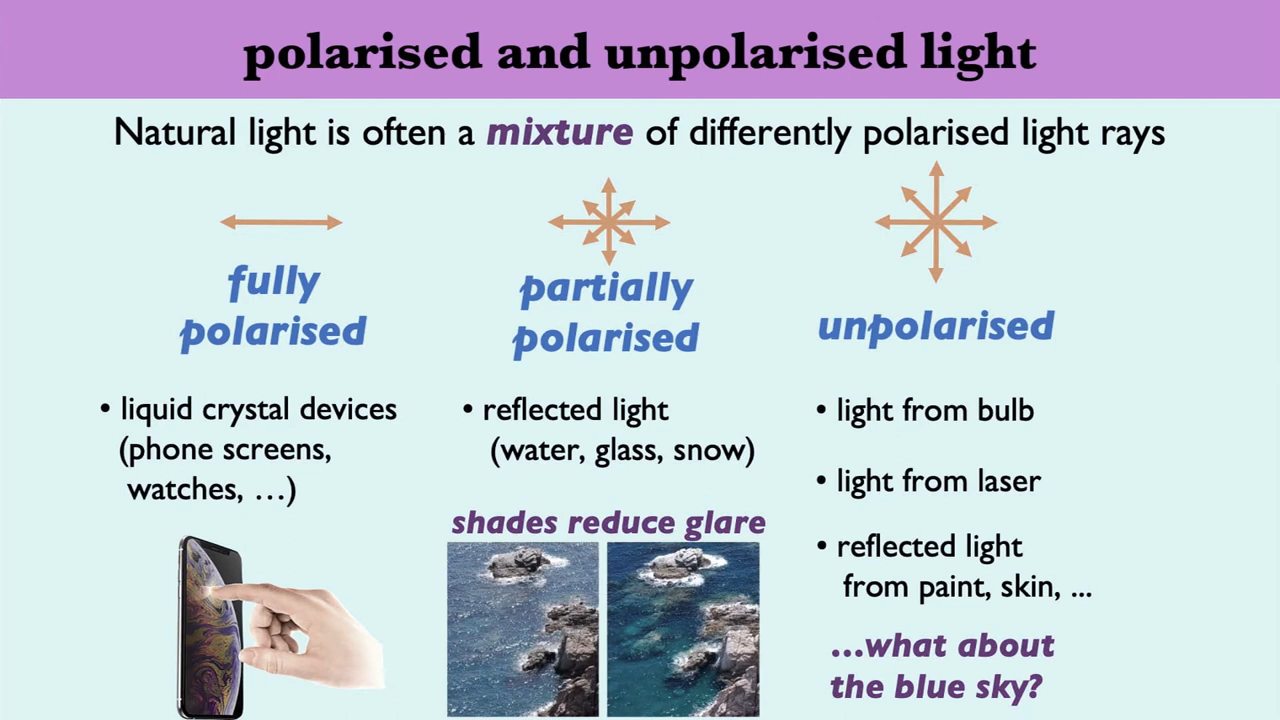 polarised and unpolarised light
Natural light is often a mixture of differently polarised light rays
fully
polarised
• liquid crystal devices
(phone screens,
watches, …)
partially
polarised
• reflected light
(water, glass, snow)
shades reduce glare
unpolarised
• light from bulb
• light from laser
• reflected light
from paint, skin, ...
...what about
the blue sky?